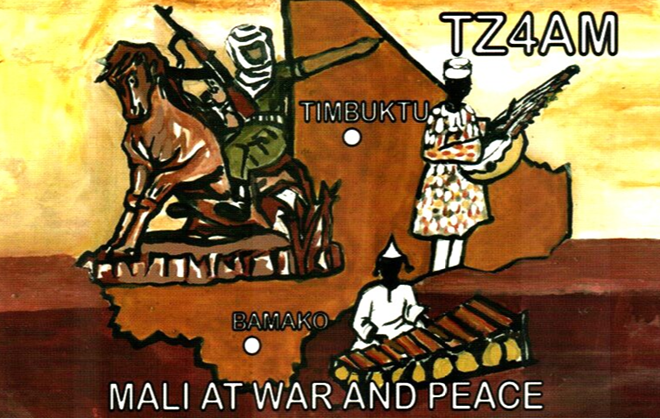 TZ4AM
TIMBUKTU
BAMAKO
MALI AT WAR AND PEACE